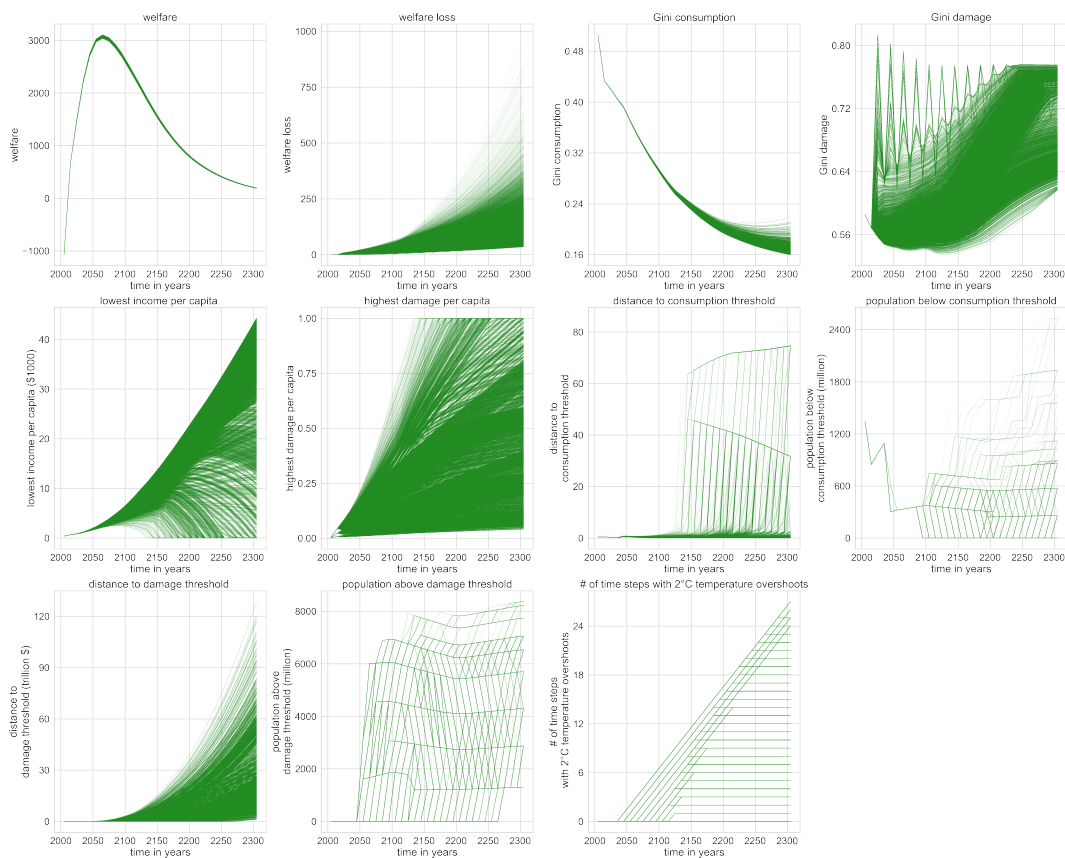 welfare
welfare
3000
2000
1000
0
−1000
2000 2050 2100 2150 2200 2250 2300
time in years
welfare loss
welfare loss
1000
750
500
250
0
2000 2050 2100 2150 2200 2250 2300
time in years
Gini consumption
Gini consumption
0.48
0.40
0.32
0.24
0.16
2000 2050 2100 2150 2200 2250 2300
time in years
Gini damage
Gini damage
0.80
0.72
0.64
0.56
2000 2050 2100 2150 2200 2250 2300
time in years
lowest income per capita
lowest income per capita ($1000)
40
30
20
10
0
2000 2050 2100 2150 2200 2250 2300
time in years
highest damage per capita
highest damage per capita
1.00
0.75
0.50
0.25
0.00
2000 2050 2100 2150 2200 2250 2300
time in years
distance to consumption threshold
distance to
consumption threshold
80
60
40
20
0
2000 2050 2100 2150 2200 2250 2300
time in years
population below consumption threshold
population below
consumption threshold (million)
2400
1800
1200
600
0
2000 2050 2100 2150 2200 2250 2300
time in years
distance to damage threshold
distance to
damage threshold (trillion $)
120
90
60
30
0
2000 2050 2100 2150 2200 2250 2300
time in years
population above damage threshold
population above
damage threshold (million)
8000
6000
4000
2000
0
2000 2050 2100 2150 2200 2250 2300
time in years
# of time steps with 2°C temperature overshoots
# of time steps
with 2°C temperature overshoots
24
18
12
6
0
2000 2050 2100 2150 2200 2250 2300
time in years